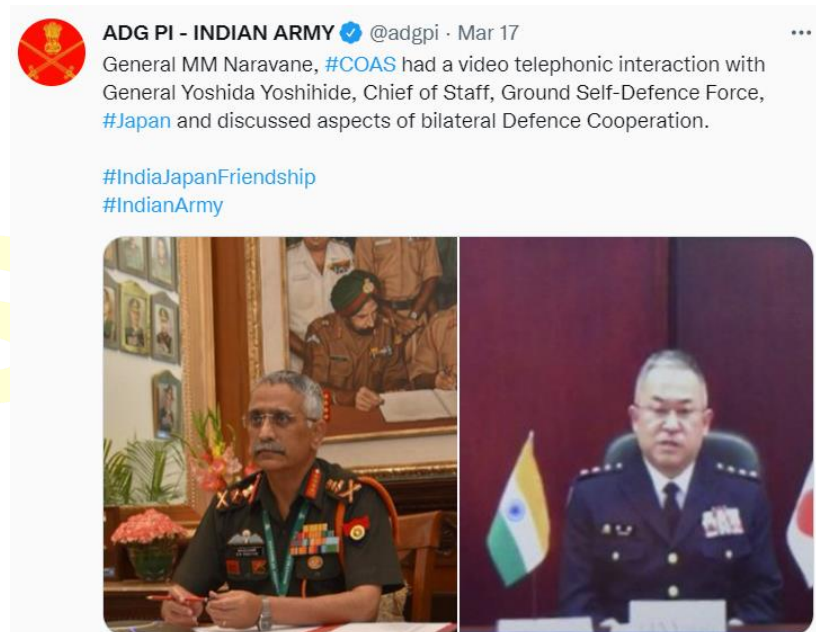 ADG PI - INDIAN ARMY @adgpi · Mar 17
General MM Naravane, #COAS had a video telephonic interaction with
General Yoshida Yoshihide, Chief of Staff, Ground Self-Defence Force,
#Japan and discussed aspects of bilateral Defence Cooperation.
#IndiaJapanFriendship
#IndianArmy